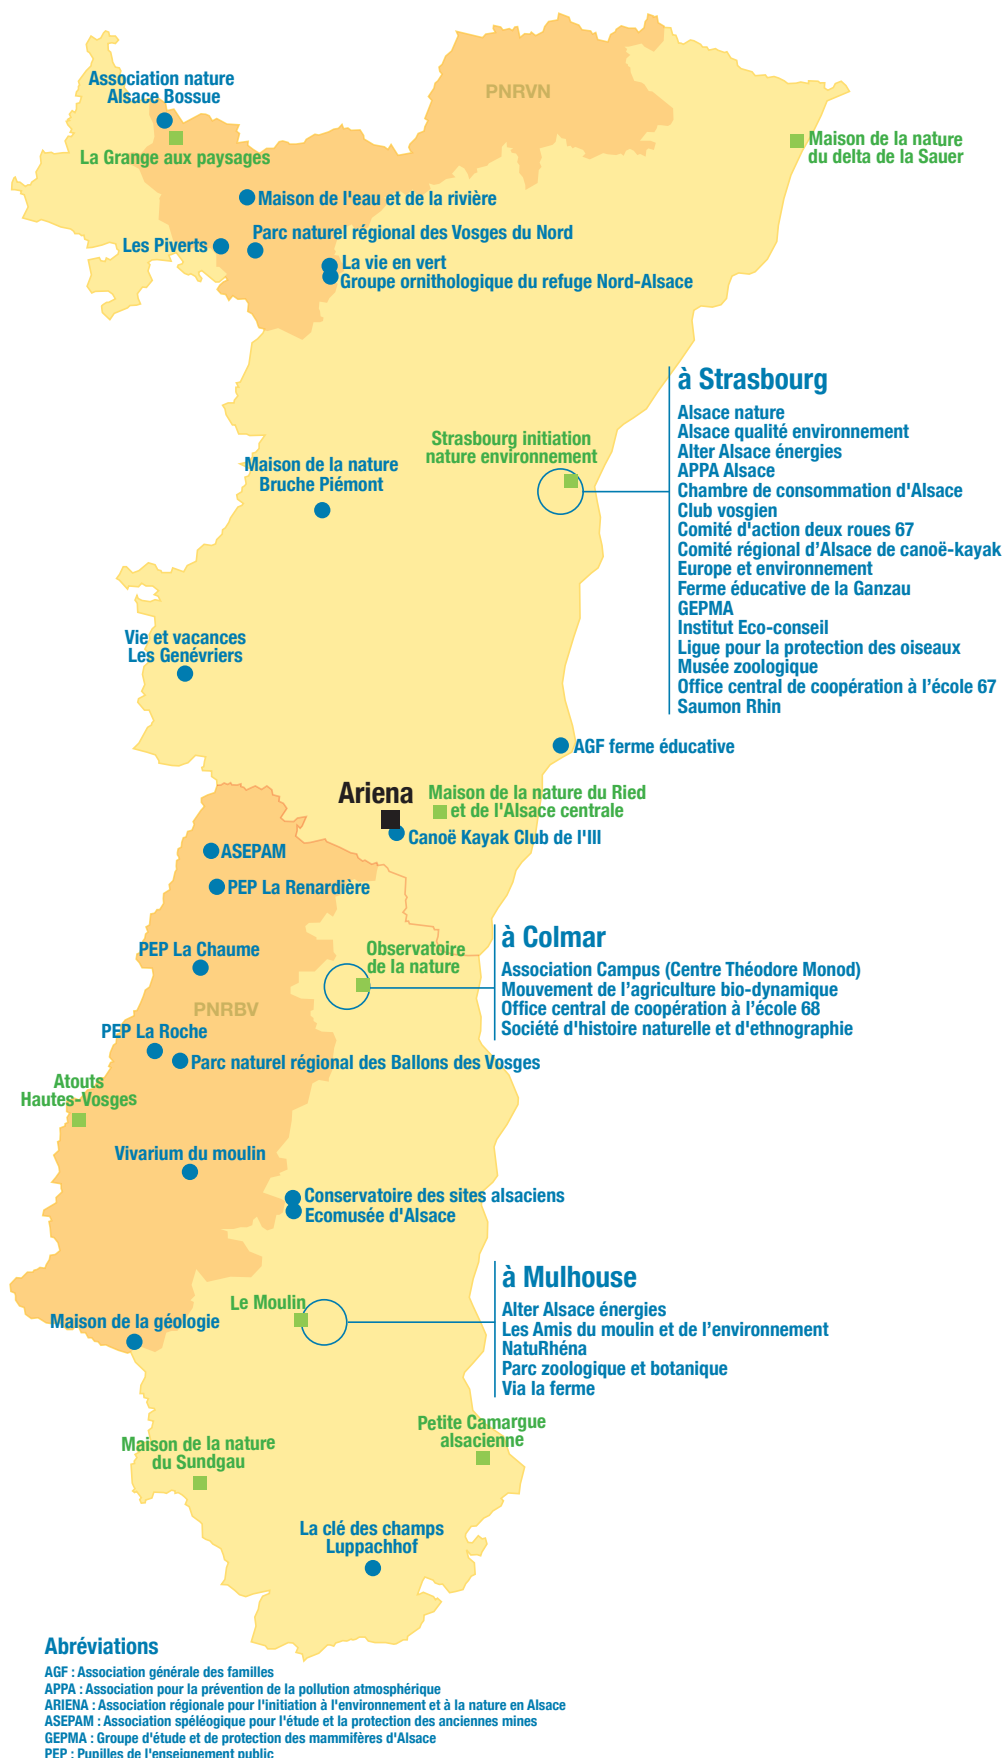 PNRVN
Association nature
Alsace Bossue
La Grange aux paysages
Maison de la nature
du delta de la Sauer
Maison de l'eau et de la rivière
Parc naturel régional des Vosges du Nord
Les Piverts
La vie en vert
Groupe ornithologique du refuge Nord-Alsace
à Strasbourg
Alsace nature
Alsace qualité environnement
Alter Alsace énergies
APPA Alsace
Chambre de consommation d'Alsace
Club vosgien
Comité d'action deux roues 67
Comité régional d'Alsace de canoë-kayak
Europe et environnement
Ferme éducative de la Ganzau
GEPMA
Institut Eco-conseil
Ligue pour la protection des oiseaux
Musée zoologique
Office central de coopération à l'école 67
Saumon Rhin
Strasbourg initiation
nature environnement
Maison de la nature
Bruche Piémont
Vie et vacances
Les Genévriers
AGF ferme éducative
Ariena
Maison de la nature du Ried
et de l'Alsace centrale
Canoë Kayak Club de l'Ill
ASEPAM
PEP La Renardière
PEP La Chaume
Observatoire
de la nature
à Colmar
Association Campus (Centre Théodore Monod)
Mouvement de l'agriculture bio-dynamique
Office central de coopération à l'école 68
Société d'histoire naturelle et d'ethnographie
PNRBV
PEP La Roche
Parc naturel régional des Ballons des Vosges
Atouts
Hautes-Vosges
Vivarium du moulin
Conservatoire des sites alsaciens
Ecomusée d'Alsace
à Mulhouse
Alter Alsace énergies
Les Amis du moulin et de l'environnement
NatuRhéna
Parc zoologique et botanique
Via la ferme
Le Moulin
Maison de la géologie
Petite Camargue
alsacienne
Maison de la nature
du Sundgau
La clé des champs
Luppachhof
Abréviations
AGF : Association générale des familles
APPA : Association pour la prévention de la pollution atmosphérique
ARIENA : Association régionale pour l'initiation à l'environnement et à la nature en Alsace
ASEPAM : Association spéléogique pour l'étude et la protection des anciennes mines
GEPMA : Groupe d'étude et de protection des mammifères d'Alsace
PEP : Pupilles de l'enseignement public